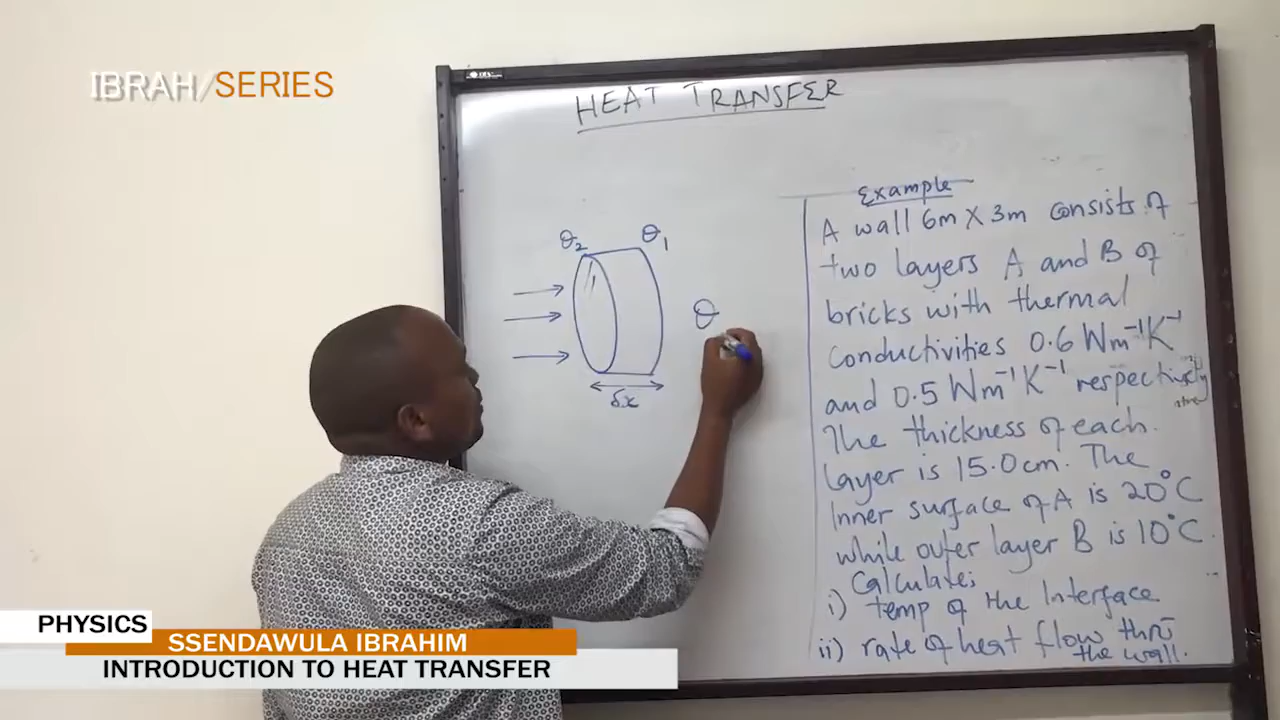 IBRAH/SERIES
HEAT TRANSFER
θ₂
θ₁
δx
θ
Example
A wall 6m X 3m consists of
two layers A and B of
bricks with thermal
conductivities 0.6 Wm⁻¹K⁻¹
and 0.5 Wm⁻¹K⁻¹ respectively
The thickness of each
layer is 15.0cm. The
inner surface of A is 20°C
while outer layer B is 10°C.
Calculate;
i) temp of the Interface
ii) rate of heat flow thru
the wall.
PHYSICS
SSENDAWULA IBRAHIM
INTRODUCTION TO HEAT TRANSFER